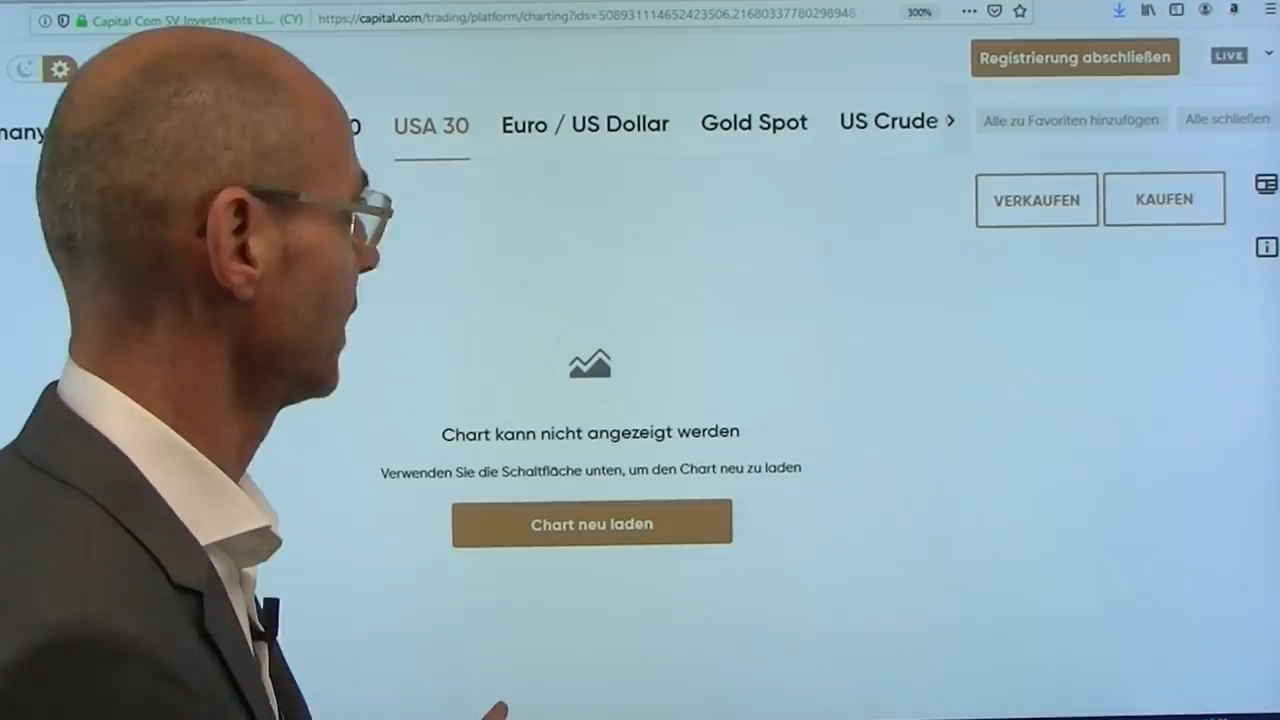 Capital Com SV Investments Li... (CY)
https://capital.com/trading/platform/charting?ids=508931114652423506.21680337780298948
300%
Registrierung abschließen
LIVE
USA 30
Euro / US Dollar
Gold Spot
US Crude
Alle zu Favoriten hinzufügen
Alle schließen
VERKAUFEN
KAUFEN
Chart kann nicht angezeigt werden
Verwenden Sie die Schaltfläche unten, um den Chart neu zu laden
Chart neu laden